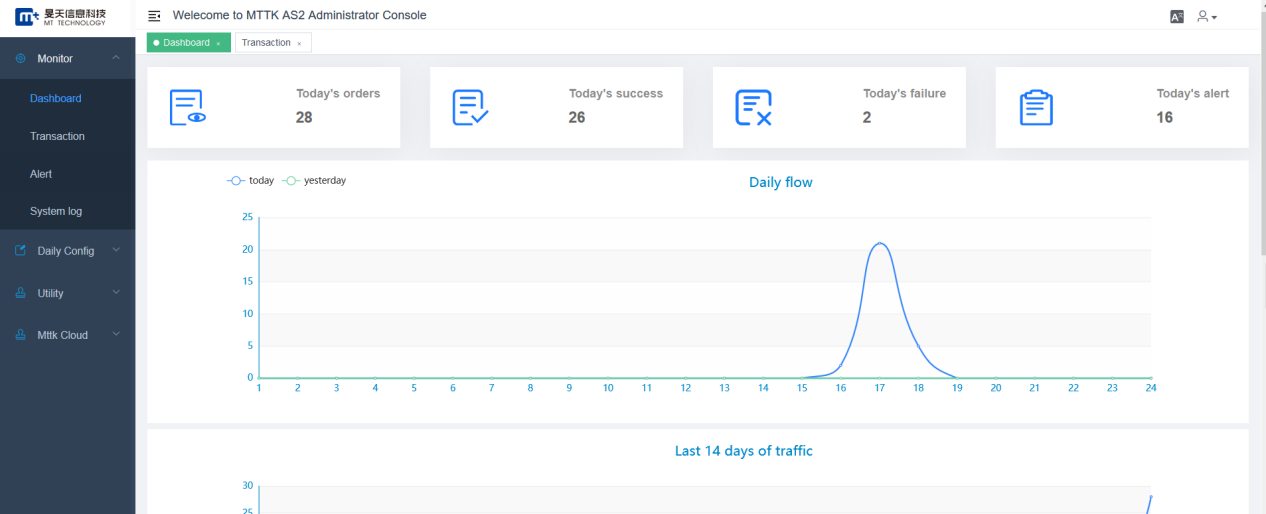 旻天信息科技
MT TECHNOLOGY
Welecome to MTTK AS2 Administrator Console
Dashboard ×
Transaction ×
Monitor
Dashboard
Transaction
Alert
System log
Daily Config
Utility
Mttk Cloud
Today's orders
28
Today's success
26
Today's failure
2
Today's alert
16
today yesterday
Daily flow
25
20
15
10
5
0
1 2 3 4 5 6 7 8 9 10 11 12 13 14 15 16 17 18 19 20 21 22 23 24
Last 14 days of traffic
30
25